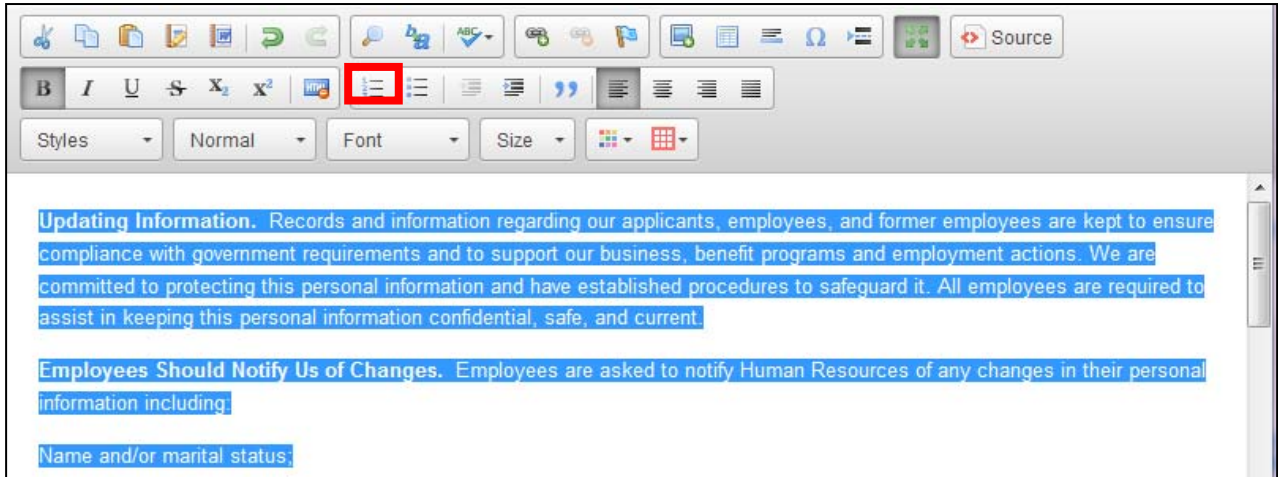 Source
B I U S X₂ X²
Styles Normal Font Size
Updating Information. Records and information regarding our applicants, employees, and former employees are kept to ensure
compliance with government requirements and to support our business, benefit programs and employment actions. We are
committed to protecting this personal information and have established procedures to safeguard it. All employees are required to
assist in keeping this personal information confidential, safe, and current.
Employees Should Notify Us of Changes. Employees are asked to notify Human Resources of any changes in their personal
information including:
Name and/or marital status;